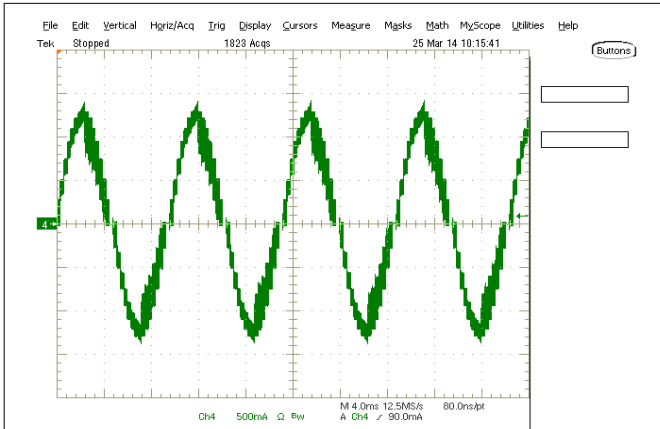 File Edit Vertical Horiz/Acq Trig Display Cursors Measure Masks Math MyScope Utilities Help
Tek Stopped 1823 Acqs 25 Mar 14 10:15:41
Buttons
4
M 4.0ms 12.5MS/s 80.0ns/pt
Ch4 500mA Ω Bw A Ch4 ∕ 90.0mA